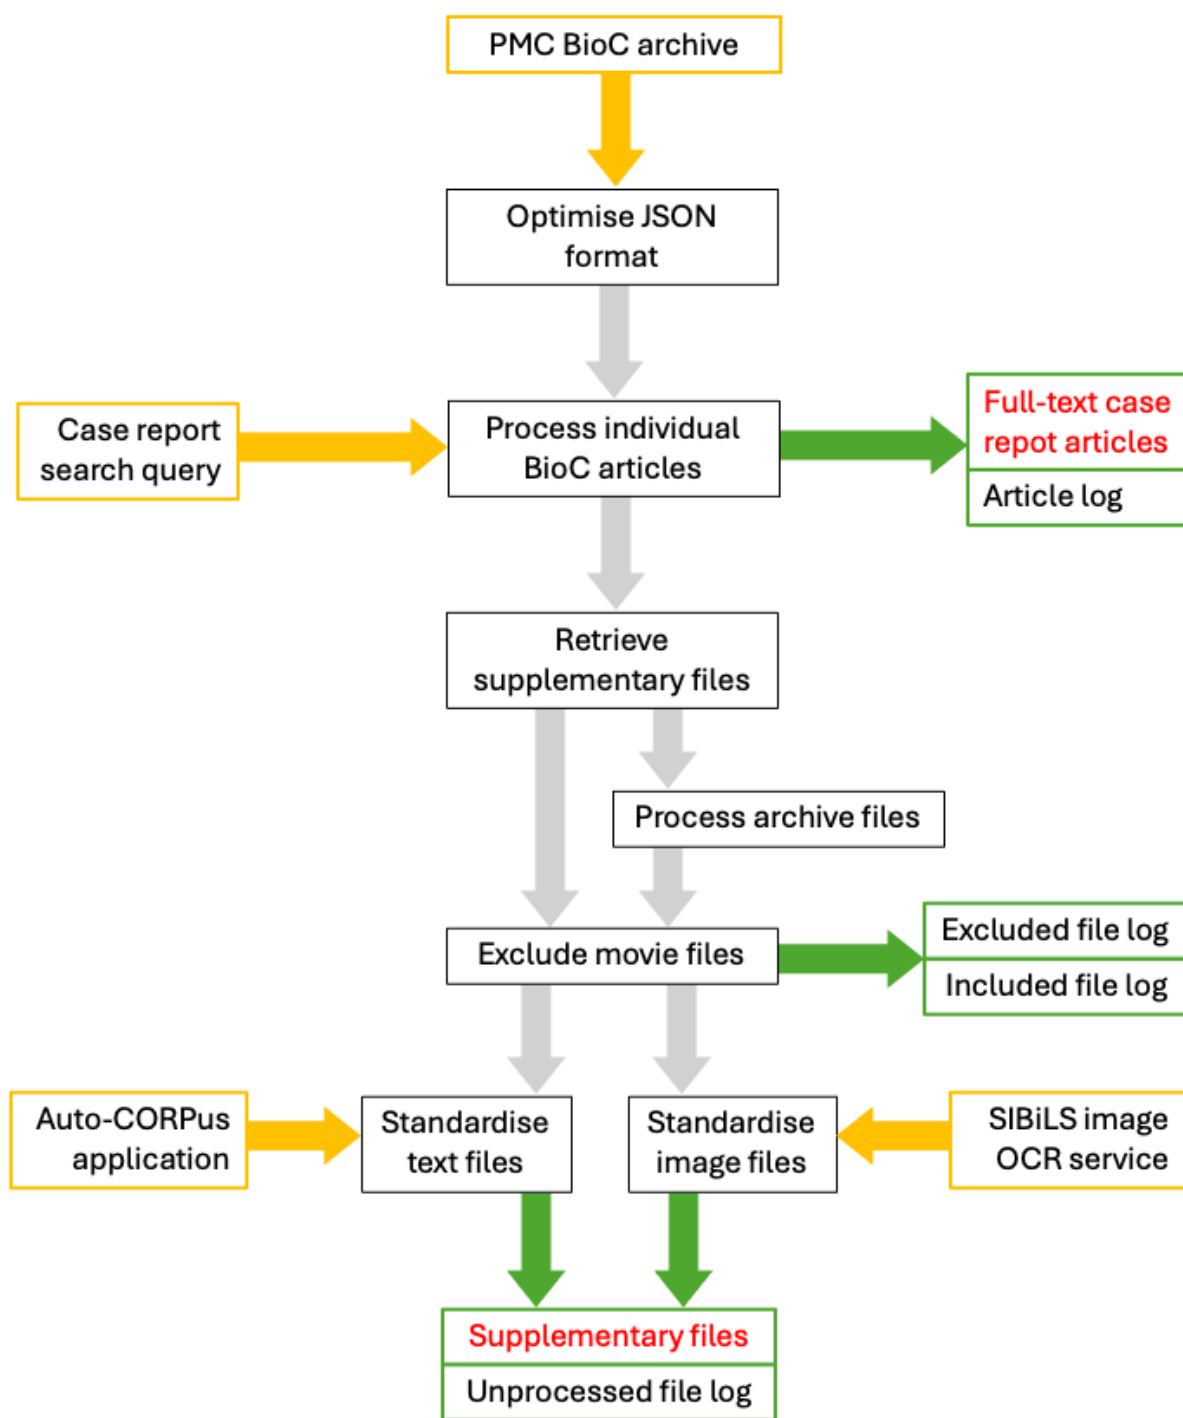 PMC BioC archive
Optimise JSON
format
Case report
search query
Process individual
BioC articles
Full-text case
repot articles
Article log
Retrieve
supplementary files
Process archive files
Exclude movie files
Excluded file log
Included file log
Auto-CORPus
application
Standardise
text files
Standardise
image files
SIBiLS image
OCR service
Supplementary files
Unprocessed file log